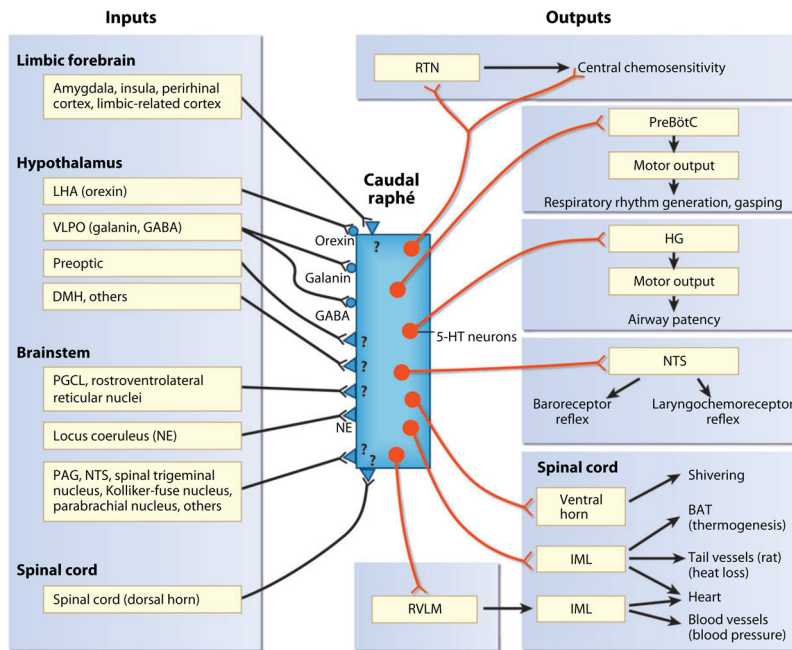 Inputs
Limbic forebrain
Amygdala, insula, perirhinal
cortex, limbic-related cortex
Hypothalamus
LHA (orexin)
VLPO (galanin, GABA)
Preoptic
DMH, others
Brainstem
PGCL, rostroventrolateral
reticular nuclei
Locus coeruleus (NE)
PAG, NTS, spinal trigeminal
nucleus, Kolliker-fuse nucleus,
parabrachial nucleus, others
Spinal cord
Spinal cord (dorsal horn)
Caudal
raphé
?
Orexin
Galanin
GABA
?
?
?
NE
?
?
5-HT neurons
Outputs
RTN
Central chemosensitivity
PreBötC
Motor output
Respiratory rhythm generation, gasping
HG
Motor output
Airway patency
NTS
Baroreceptor
reflex
Laryngochemoreceptor
reflex
Spinal cord
Ventral
horn
Shivering
BAT
(thermogenesis)
IML
Tail vessels (rat)
(heat loss)
Heart
RVLM
IML
Blood vessels
(blood pressure)